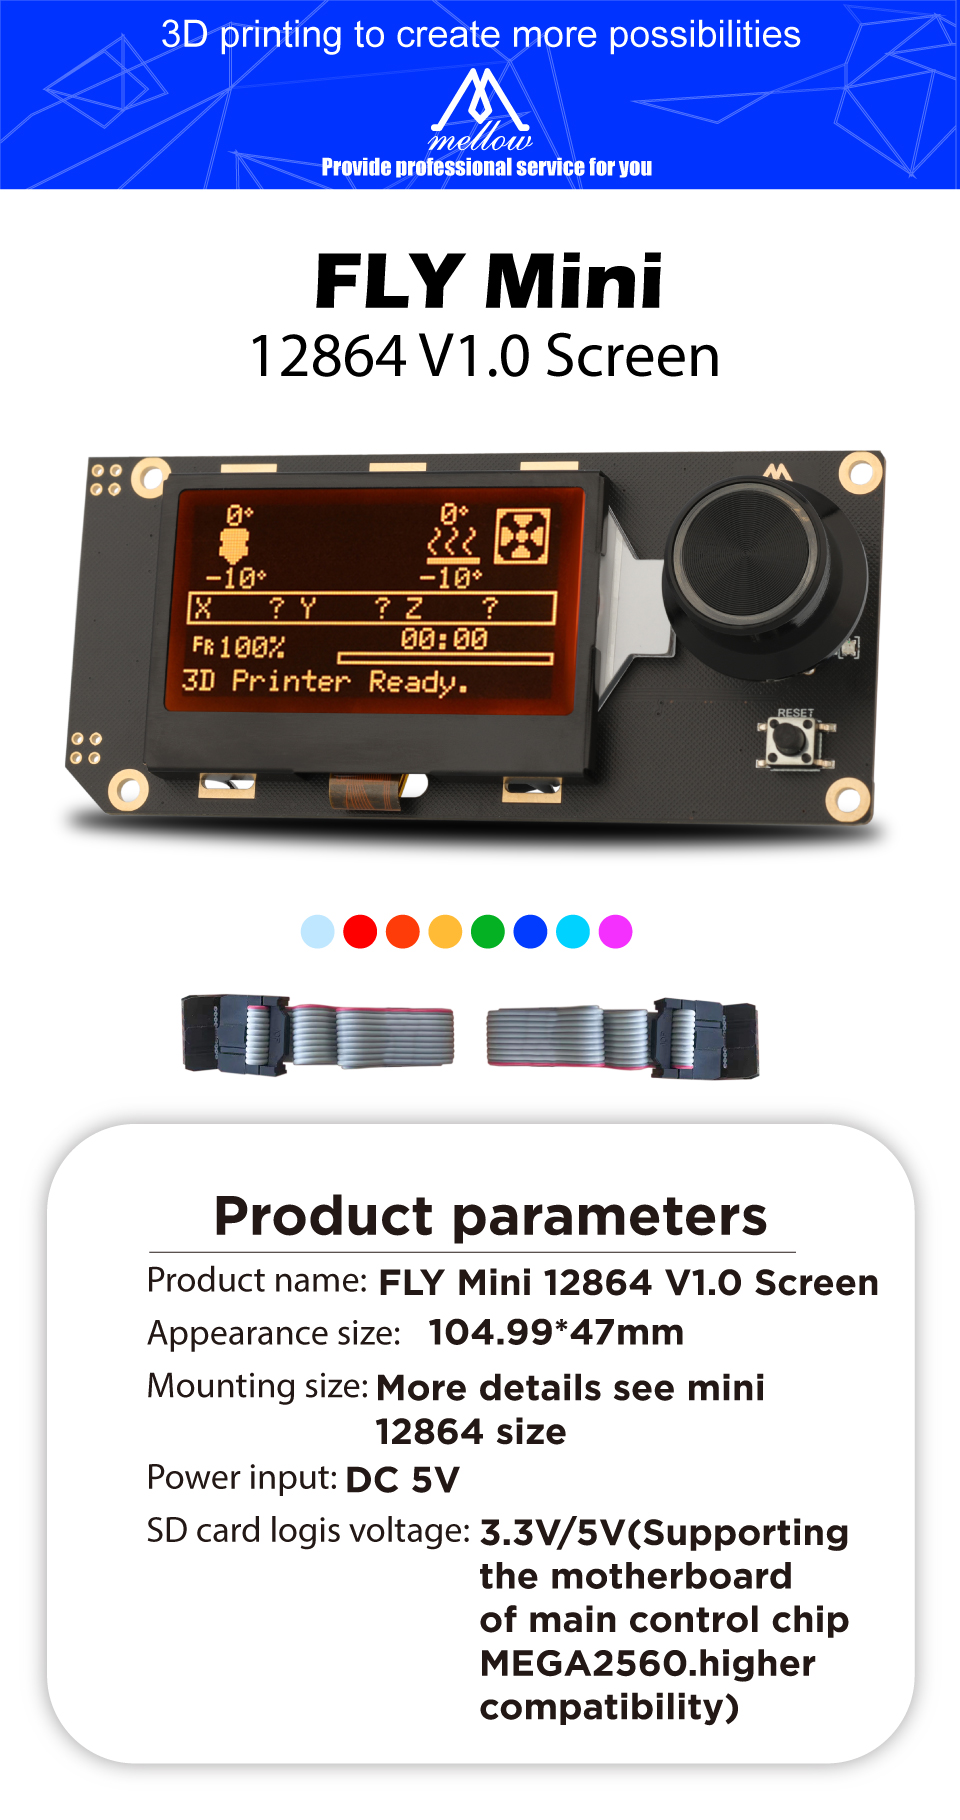 3D printing to create more possibilities
mellow
Provide professional service for you
FLY Mini
12864 V1.0 Screen
0° 0°
-10° -10°
X ? Y ? Z ?
FR 100% 00:00
3D Printer Ready.
RESET
Product parameters
Product name: FLY Mini 12864 V1.0 Screen
Appearance size: 104.99*47mm
Mounting size: More details see mini
12864 size
Power input: DC 5V
SD card logis voltage: 3.3V/5V(Supporting
the motherboard
of main control chip
MEGA2560.higher
compatibility)